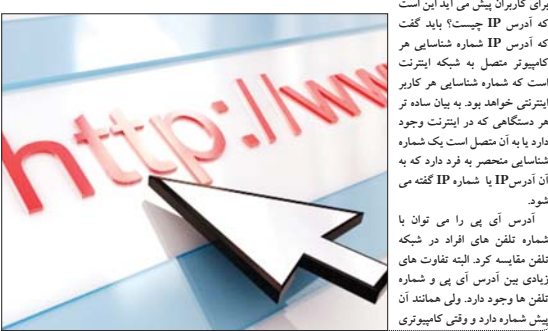 برای کاربران پیش می آید این است
که آدرس IP چیست؟ باید گفت
که آدرس IP شماره شناسایی هر
کامپیوتر متصل به شبکه اینترنت
است که شماره شناسایی هر کاربر
اینترنتی خواهد بود. به بیان ساده تر
هر دستگاهی که در اینترنت وجود
دارد یا به آن متصل است یک شماره
شناسایی منحصر به فرد دارد که به
آن آدرسIP یا شماره IP گفته می
شود.
آدرس آی پی را می توان با
شماره تلفن های افراد در شبکه
تلفن مقایسه کرد. البته تفاوت های
زیادی بین آدرس آی پی و شماره
تلفن ها وجود دارد. ولی همانند آن
پیش شماره دارد و وقتی کامپیوتری
http://ww